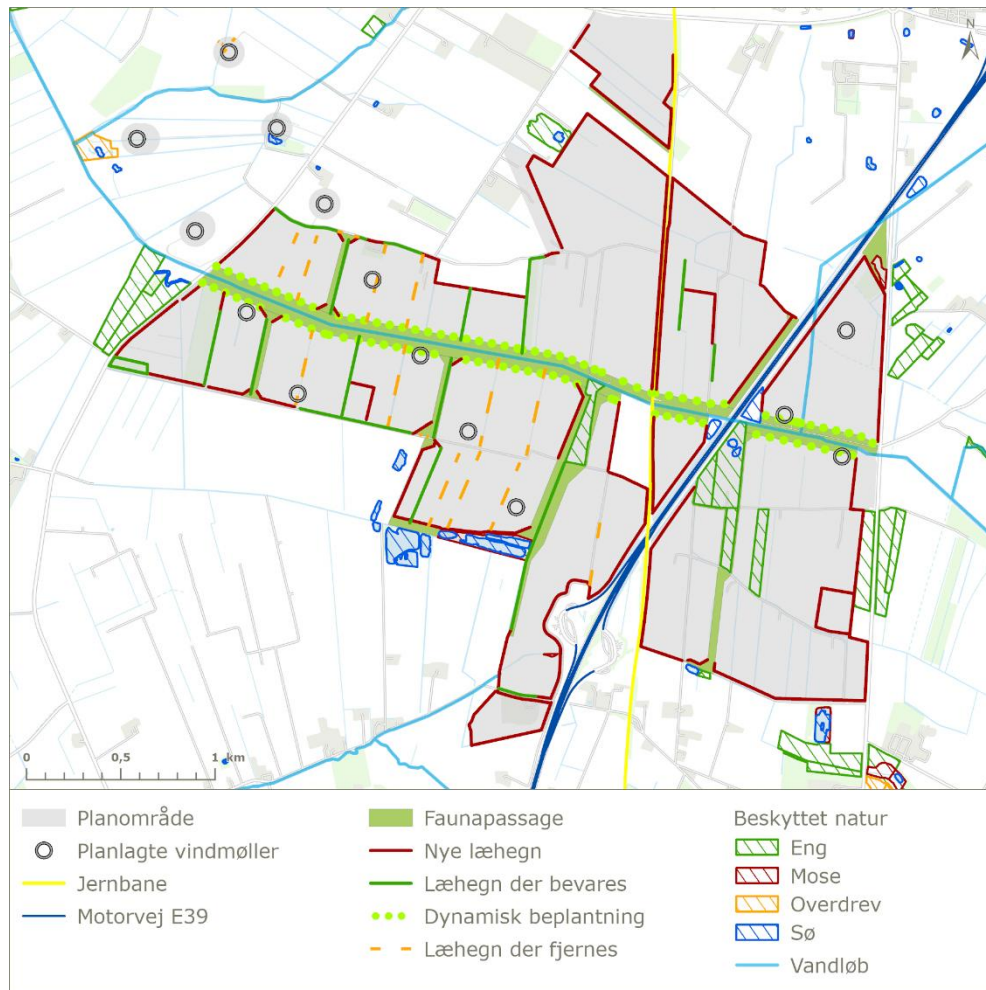 N
0 0,5 1 km
Planområde
Planlagte vindmøller
Jernbane
Motorvej E39
Faunapassage
Nye læhegn
Læhegn der bevares
Dynamisk beplantning
Læhegn der fjernes
Beskyttet natur
Eng
Mose
Overdrev
Sø
Vandløb